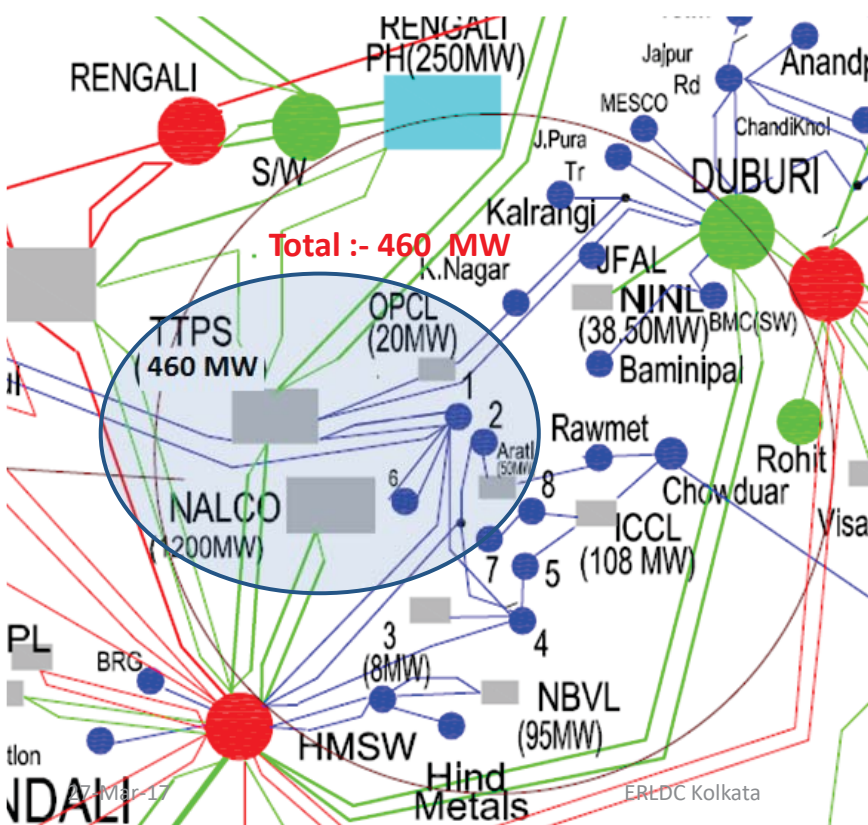 RENGALI
PH(250MW)
RENGALI
S/W
Jajpur
Rd
Anandp
MESCO
ChandiKhol
J.Pura
Tr
DUBURI
Kalrangi
Total :- 460 MW
K.Nagar
JFAL
OPCL
(20MW)
NINL
(38.50MW)
BMC(SW)
TTPS
(460 MW)
Baminipal
1
2
Rawmet
Rohit
6
8
Chowduar
NALCO
(1200MW)
ICCL
(108 MW)
Visa
7
5
4
3
(8MW)
PL
BRG
NBVL
(95MW)
HMSW
Hind
Metals
NDALI
27-Mar-17
ERLDC Kolkata